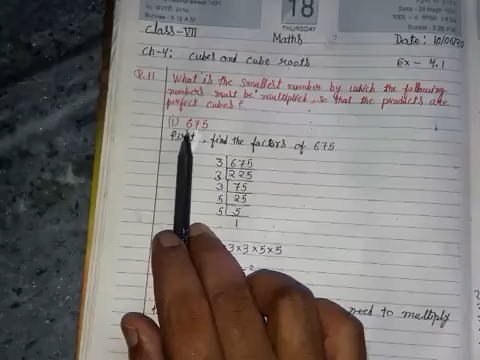 18
THURSDAY
Class-VII
Maths
Date: 10/06/20
Ch-4: cubes and cube roots
Ex - 4.1
Q.11 What is the smallest number by which the following
numbers must be multiplied, so that the products are
perfect cubes?
(i) 675
First, find the factors of 675
3 675
3 225
3 75
5 25
5 5
1
×3×3×5×5
need to multiply